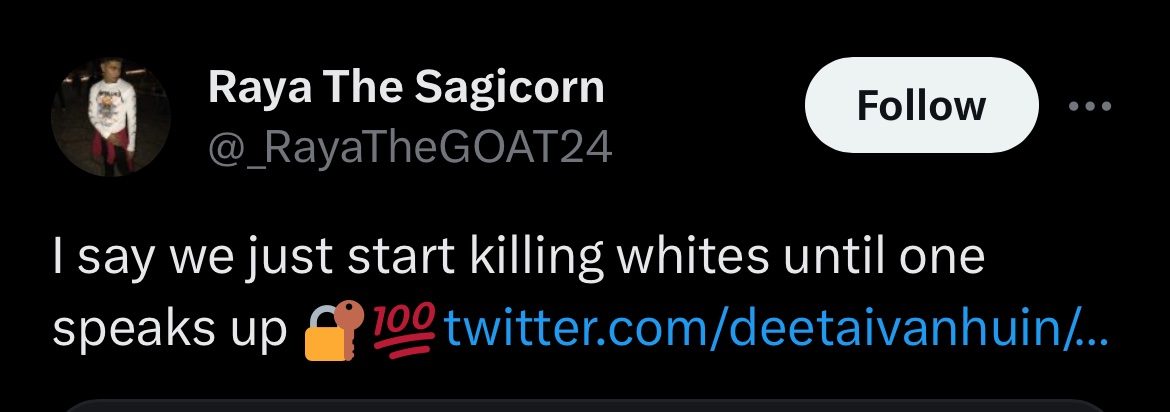 Raya The Sagicorn
@_RayaTheGOAT24
Follow
I say we just start killing whites until one
speaks up 🔐💯 twitter.com/deetaivanhuin/...